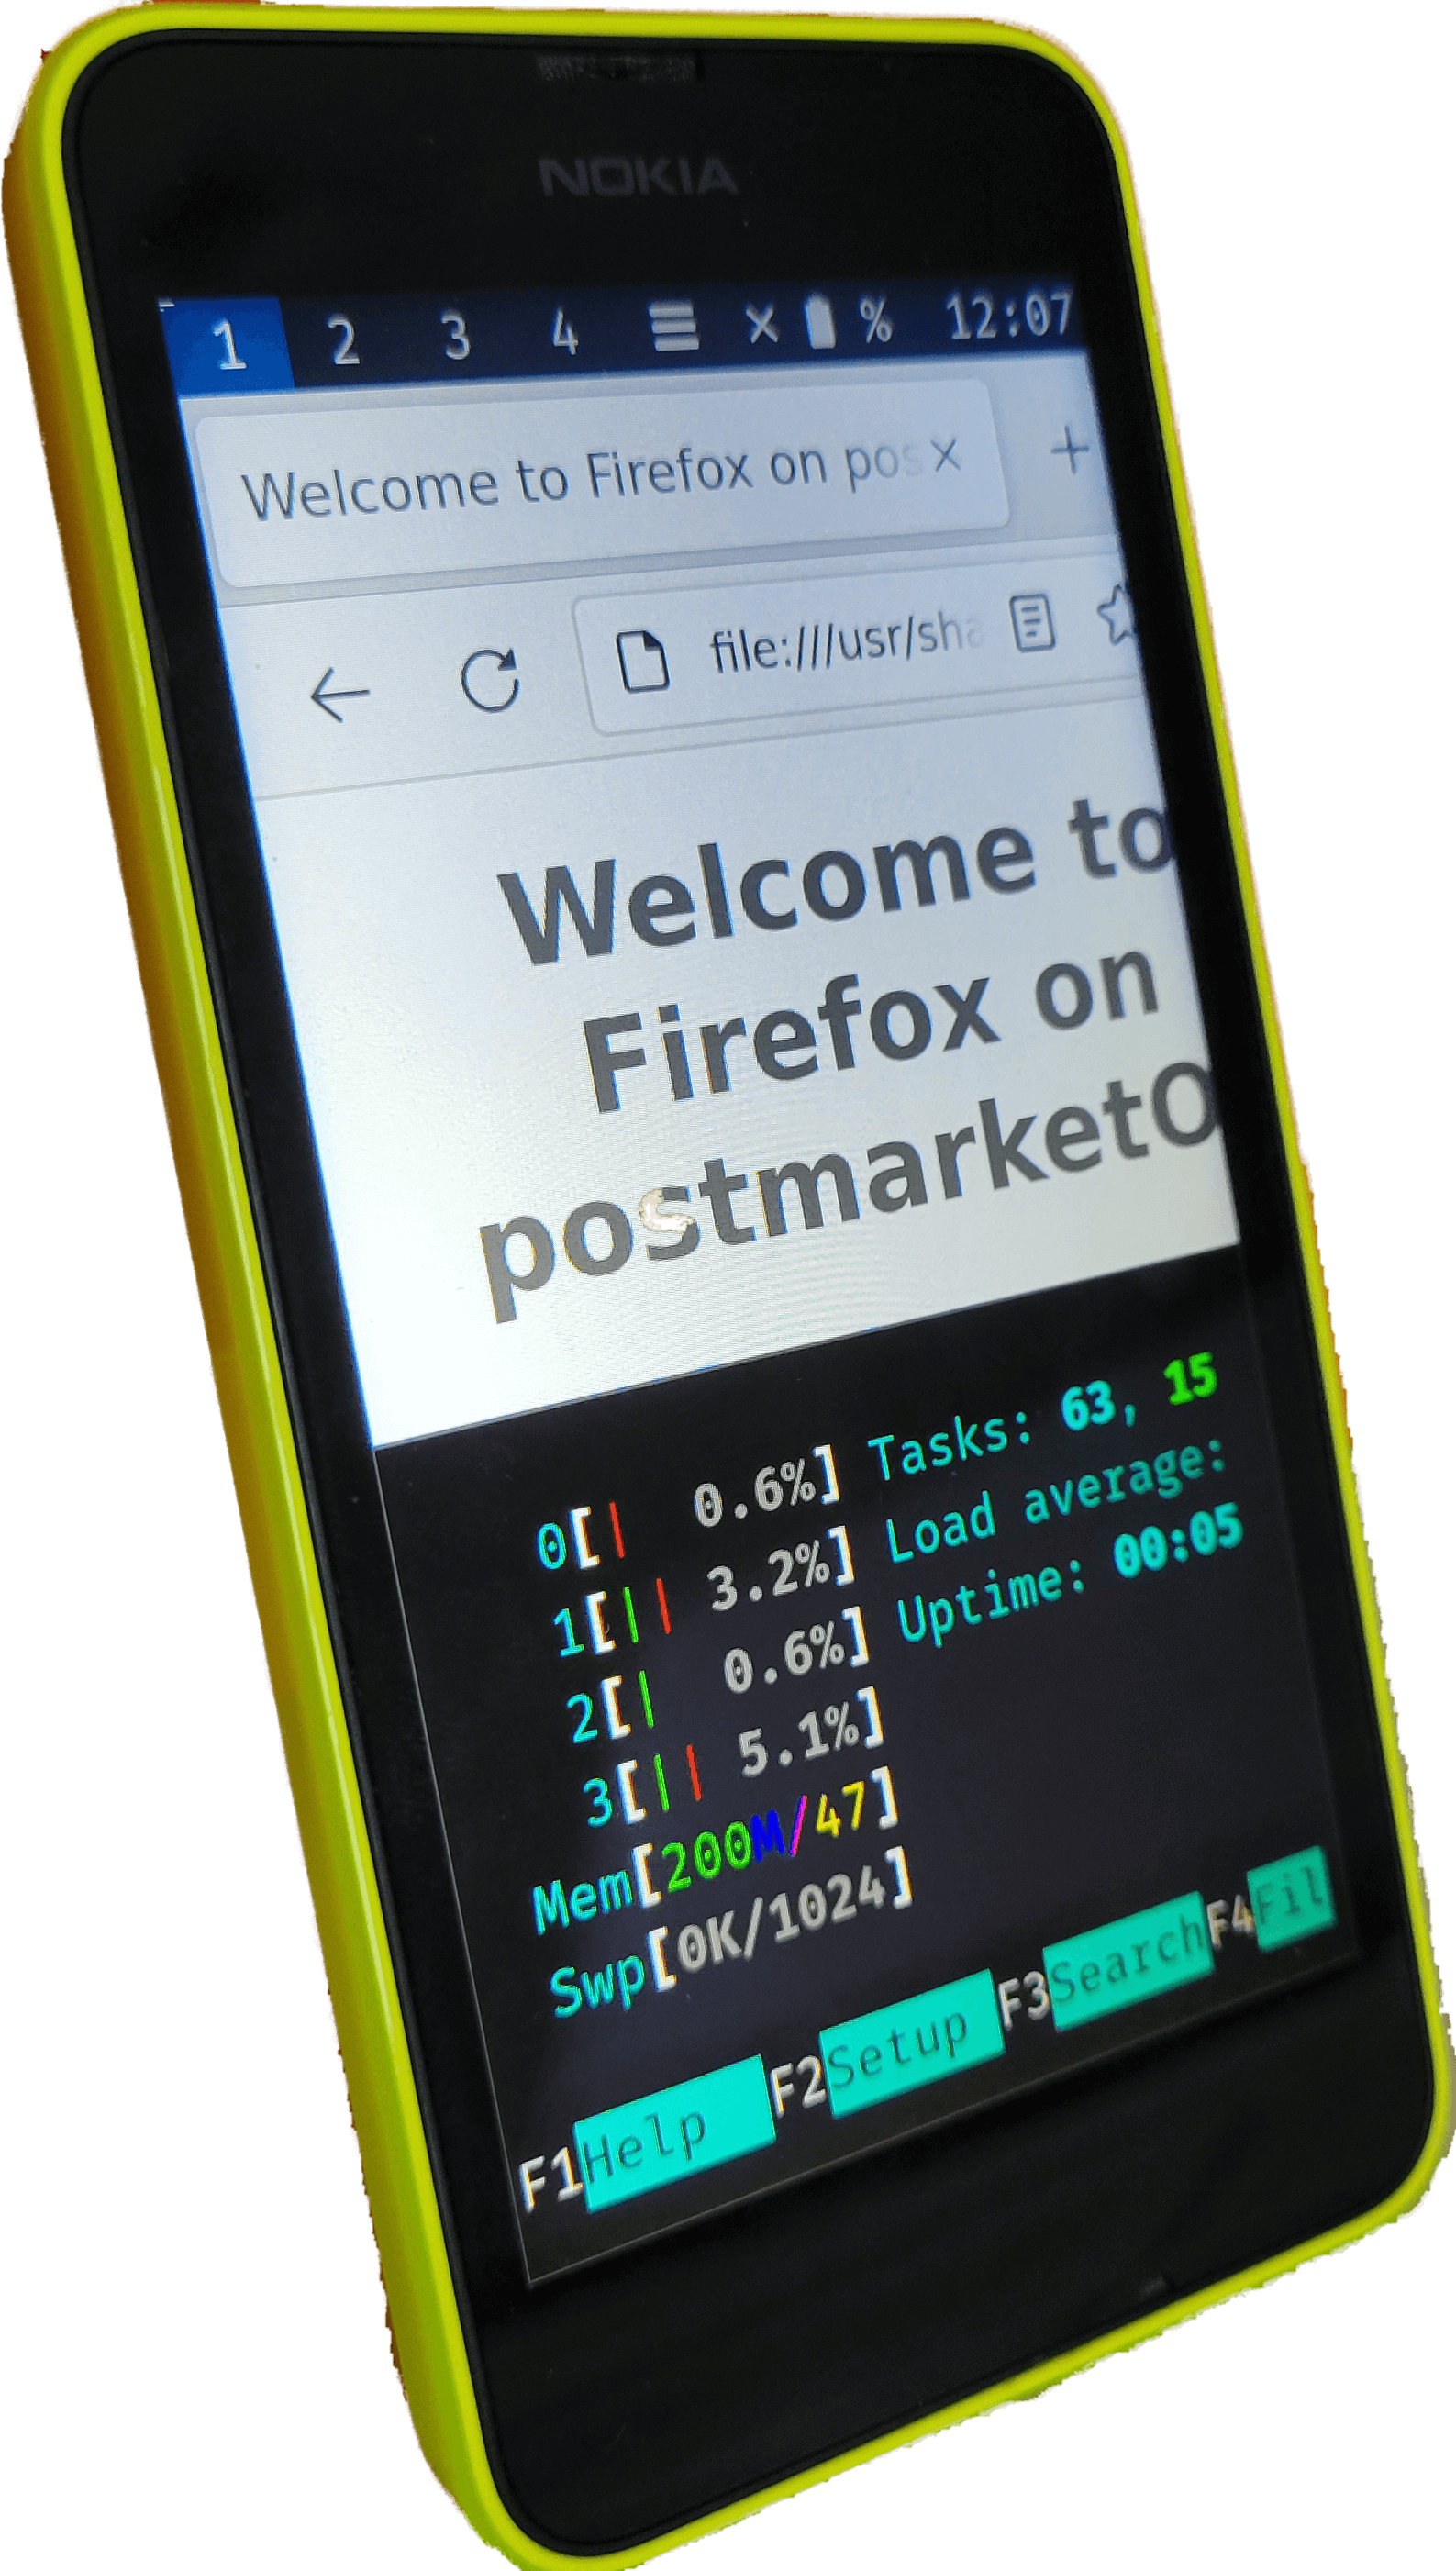 NOKIA
1 2 3 4 ☰ × % 12:07
Welcome to Firefox on pos × +
file:///usr/sha
Welcome to
Firefox on
postmarketO
0[| 0.6%] Tasks: 63, 15
1[|| 3.2%] Load average:
2[| 0.6%] Uptime: 00:05
3[|| 5.1%]
Mem[200M/47]
Swp[0K/1024]
F1Help F2Setup F3Search F4Fil